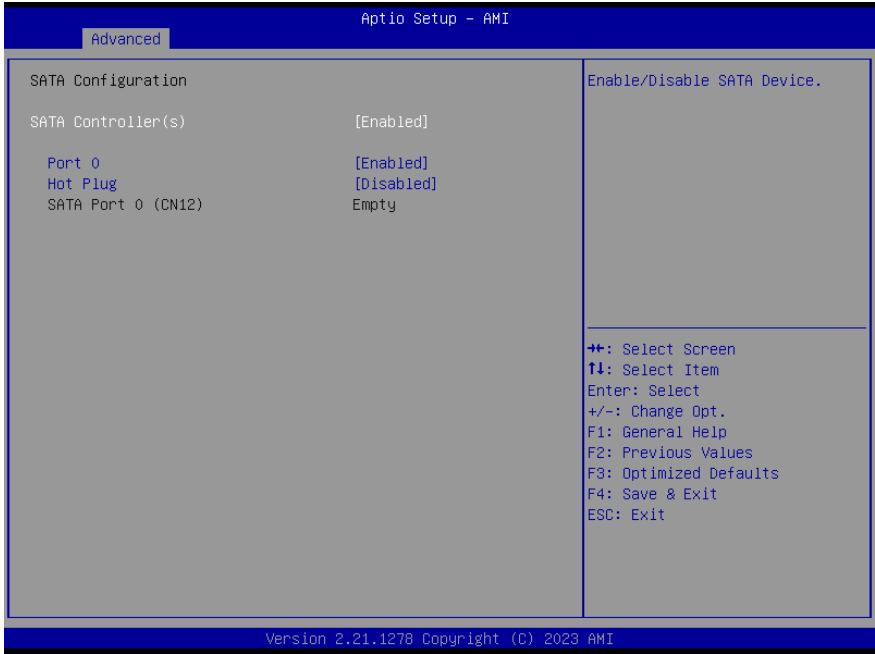 Aptio Setup – AMI
Advanced
SATA Configuration
SATA Controller(s) [Enabled]
Port 0 [Enabled]
Hot Plug [Disabled]
SATA Port 0 (CN12) Empty
Enable/Disable SATA Device.
→←: Select Screen
↑↓: Select Item
Enter: Select
+/-: Change Opt.
F1: General Help
F2: Previous Values
F3: Optimized Defaults
F4: Save & Exit
ESC: Exit
Version 2.21.1278 Copyright (C) 2023 AMI